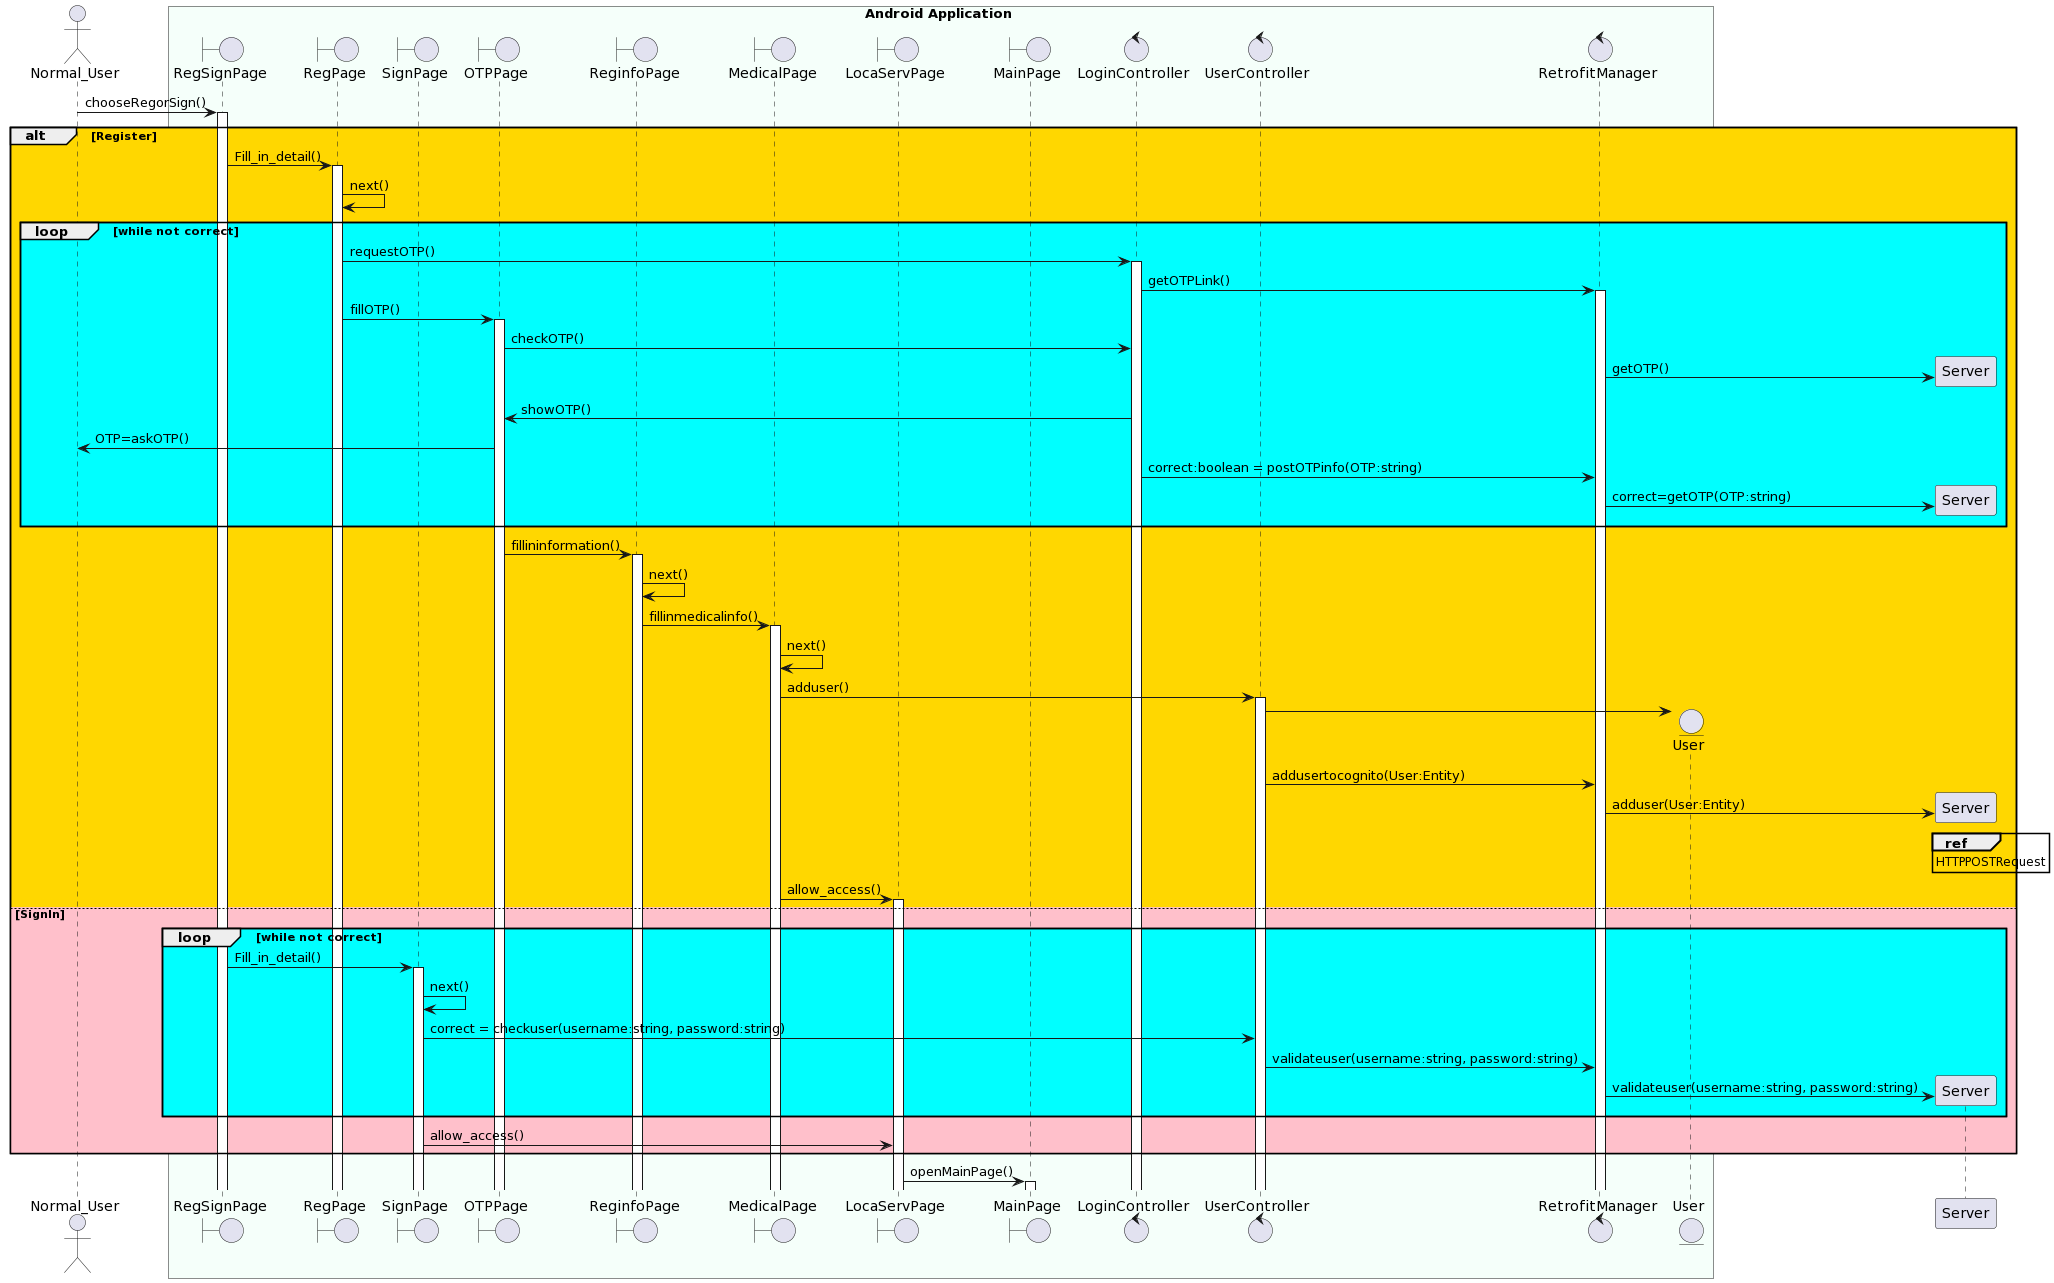 Android Application
Normal_User
RegSignPage
RegPage
SignPage
OTPPage
ReginfoPage
MedicalPage
LocaServPage
MainPage
LoginController
UserController
RetrofitManager
chooseRegorSign()
alt
[Register]
Fill_in_detail()
next()
loop
[while not correct]
requestOTP()
getOTPLink()
fillOTP()
checkOTP()
getOTP()
Server
showOTP()
OTP=askOTP()
correct:boolean = postOTPinfo(OTP:string)
correct=getOTP(OTP:string)
Server
fillininformation()
next()
fillinmedicalinfo()
next()
adduser()
User
addusertocognito(User:Entity)
adduser(User:Entity)
Server
ref
HTTPPOSTRequest
allow_access()
[SignIn]
loop
[while not correct]
Fill_in_detail()
next()
correct = checkuser(username:string, password:string)
validateuser(username:string, password:string)
validateuser(username:string, password:string)
Server
allow_access()
openMainPage()
Normal_User
RegSignPage
RegPage
SignPage
OTPPage
ReginfoPage
MedicalPage
LocaServPage
MainPage
LoginController
UserController
RetrofitManager
User
Server